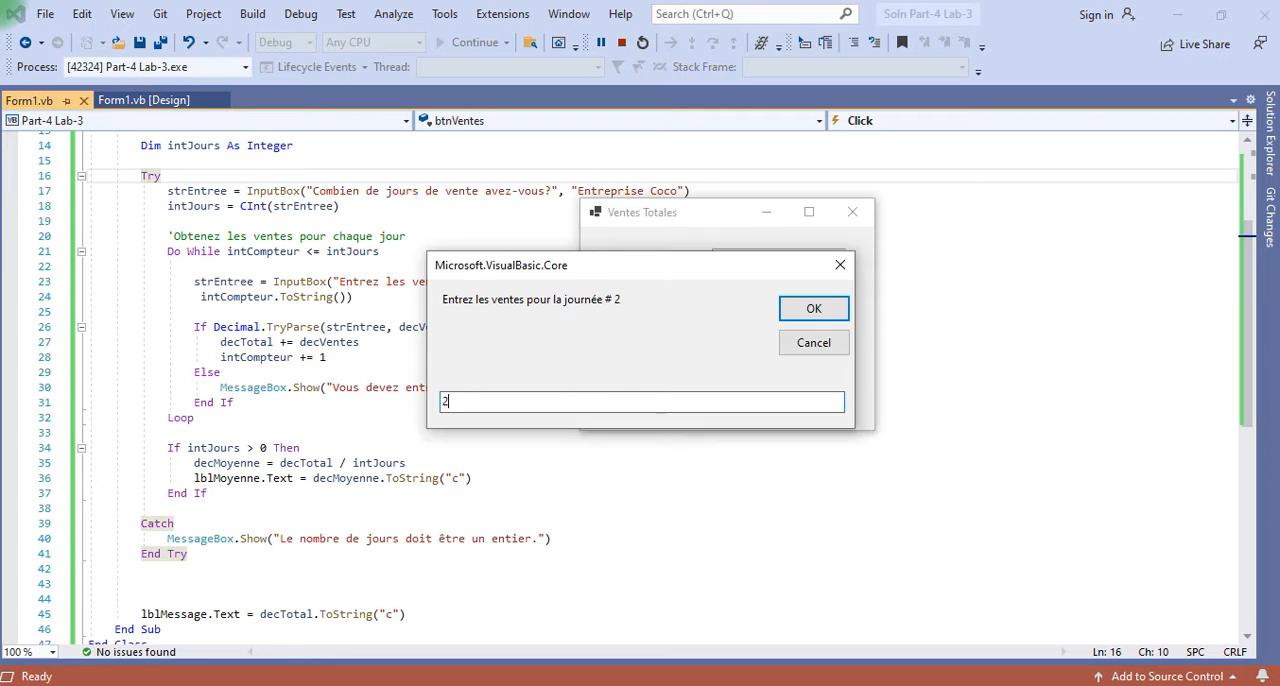 File Edit View Git Project Build Debug Test Analyze Tools Extensions Window Help Search (Ctrl+Q) Soln Part-4 Lab-3 Sign in
Debug Any CPU Continue Live Share
Process: [42324] Part-4 Lab-3.exe Lifecycle Events Thread: Stack Frame:
Form1.vb Form1.vb [Design]
Part-4 Lab-3 btnVentes Click
14 Dim intJours As Integer
15
16 Try
17 strEntree = InputBox("Combien de jours de vente avez-vous?", "Entreprise Coco")
18 intJours = CInt(strEntree)
19
20 'Obtenez les ventes pour chaque jour
21 Do While intCompteur <= intJours
22
23 strEntree = InputBox("Entrez les
24 intCompteur.ToString())
25
26 If Decimal.TryParse(strEntree,
27 decTotal += decVentes
28 intCompteur += 1
29 Else
30 MessageBox.Show("Vous devez
31 End If
32 Loop
33
34 If intJours > 0 Then
35 decMoyenne = decTotal / intJours
36 lblMoyenne.Text = decMoyenne.ToString("c")
37 End If
38
39 Catch
40 MessageBox.Show("Le nombre de jours doit être un entier.")
41 End Try
42
43
44
45 lblMessage.Text = decTotal.ToString("c")
46 End Sub
47 End Class
Ventes Totales
Microsoft.VisualBasic.Core
Entrez les ventes pour la journée # 2
OK
Cancel
2
Solution Explorer
Git Changes
100 % No issues found Ln: 16 Ch: 10 SPC CRLF
Ready Add to Source Control